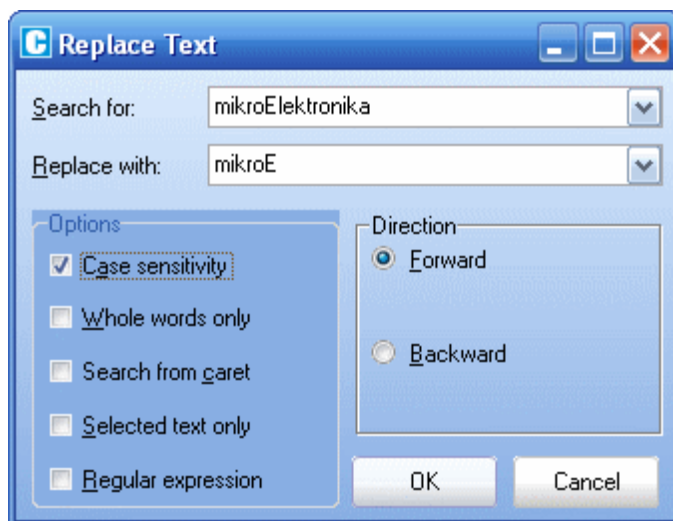 C Replace Text
Search for: mikroElektronika
Replace with: mikroE
Options
Case sensitivity
Whole words only
Search from caret
Selected text only
Regular expression
Direction
Forward
Backward
OK Cancel